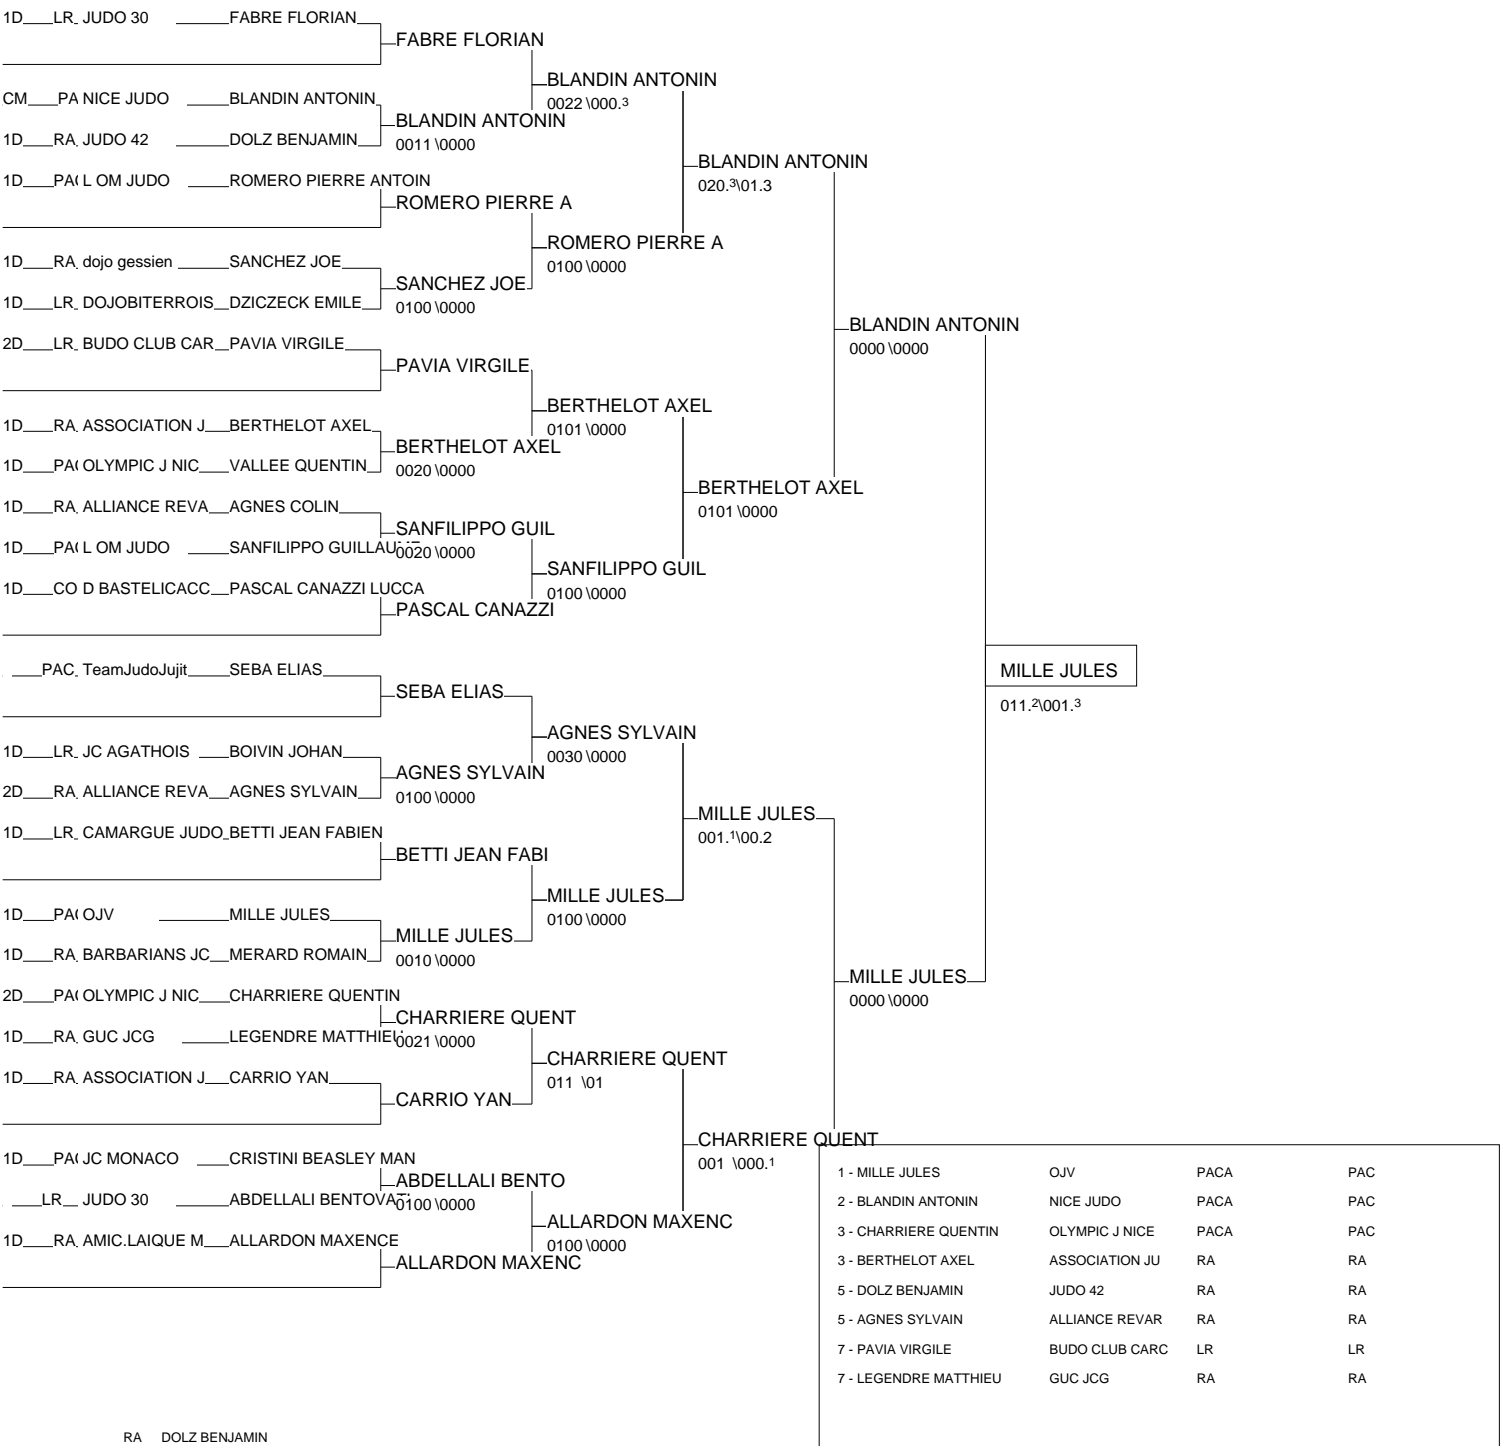 1D LR JUDO 30 FABRE FLORIAN
FABRE FLORIAN
BLANDIN ANTONIN
0022 \000.3
CM PA NICE JUDO BLANDIN ANTONIN
BLANDIN ANTONIN
0011 \0000
1D RA JUDO 42 DOLZ BENJAMIN
BLANDIN ANTONIN
020.3\01.3
1D PA( L OM JUDO ROMERO PIERRE ANTOIN
ROMERO PIERRE A
ROMERO PIERRE A
0100 \0000
1D RA dojo gessien SANCHEZ JOE
SANCHEZ JOE
0100 \0000
1D LR DOJOBITERROIS DZICZECK EMILE
BLANDIN ANTONIN
0000 \0000
2D LR BUDO CLUB CAR PAVIA VIRGILE
PAVIA VIRGILE
BERTHELOT AXEL
0101 \0000
1D RA ASSOCIATION J BERTHELOT AXEL
BERTHELOT AXEL
0020 \0000
1D PA( OLYMPIC J NIC VALLEE QUENTIN
BERTHELOT AXEL
0101 \0000
1D RA ALLIANCE REVA AGNES COLIN
SANFILIPPO GUIL
0020 \0000
1D PA( L OM JUDO SANFILIPPO GUILLAUME
SANFILIPPO GUIL
0100 \0000
1D CO D BASTELICACC PASCAL CANAZZI LUCCA
PASCAL CANAZZI
MILLE JULES
011.2\001.3
PAC TeamJudoJujit SEBA ELIAS
SEBA ELIAS
AGNES SYLVAIN
0030 \0000
1D LR JC AGATHOIS BOIVIN JOHAN
AGNES SYLVAIN
0100 \0000
2D RA ALLIANCE REVA AGNES SYLVAIN
MILLE JULES
001.1\00.2
1D LR CAMARGUE JUDO BETTI JEAN FABIEN
BETTI JEAN FABI
MILLE JULES
0100 \0000
1D PA( OJV MILLE JULES
MILLE JULES
0010 \0000
1D RA BARBARIANS JC MERARD ROMAIN
MILLE JULES
0000 \0000
2D PA( OLYMPIC J NIC CHARRIERE QUENTIN
CHARRIERE QUENT
0021 \0000
1D RA GUC JCG LEGENDRE MATTHIEU
CHARRIERE QUENT
011 \01
1D RA ASSOCIATION J CARRIO YAN
CARRIO YAN
CHARRIERE QUENT
001 \000.1
1D PA( JC MONACO CRISTINI BEASLEY MAN
ABDELLALI BENTO
0100 \0000
LR JUDO 30 ABDELLALI BENTOVATI
ALLARDON MAXENC
0100 \0000
1D RA AMIC.LAIQUE M ALLARDON MAXENCE
ALLARDON MAXENC
1 - MILLE JULES OJV PACA PAC
2 - BLANDIN ANTONIN NICE JUDO PACA PAC
3 - CHARRIERE QUENTIN OLYMPIC J NICE PACA PAC
3 - BERTHELOT AXEL ASSOCIATION JU RA RA
5 - DOLZ BENJAMIN JUDO 42 RA RA
5 - AGNES SYLVAIN ALLIANCE REVAR RA RA
7 - PAVIA VIRGILE BUDO CLUB CARC LR LR
7 - LEGENDRE MATTHIEU GUC JCG RA RA
RA DOLZ BENJAMIN